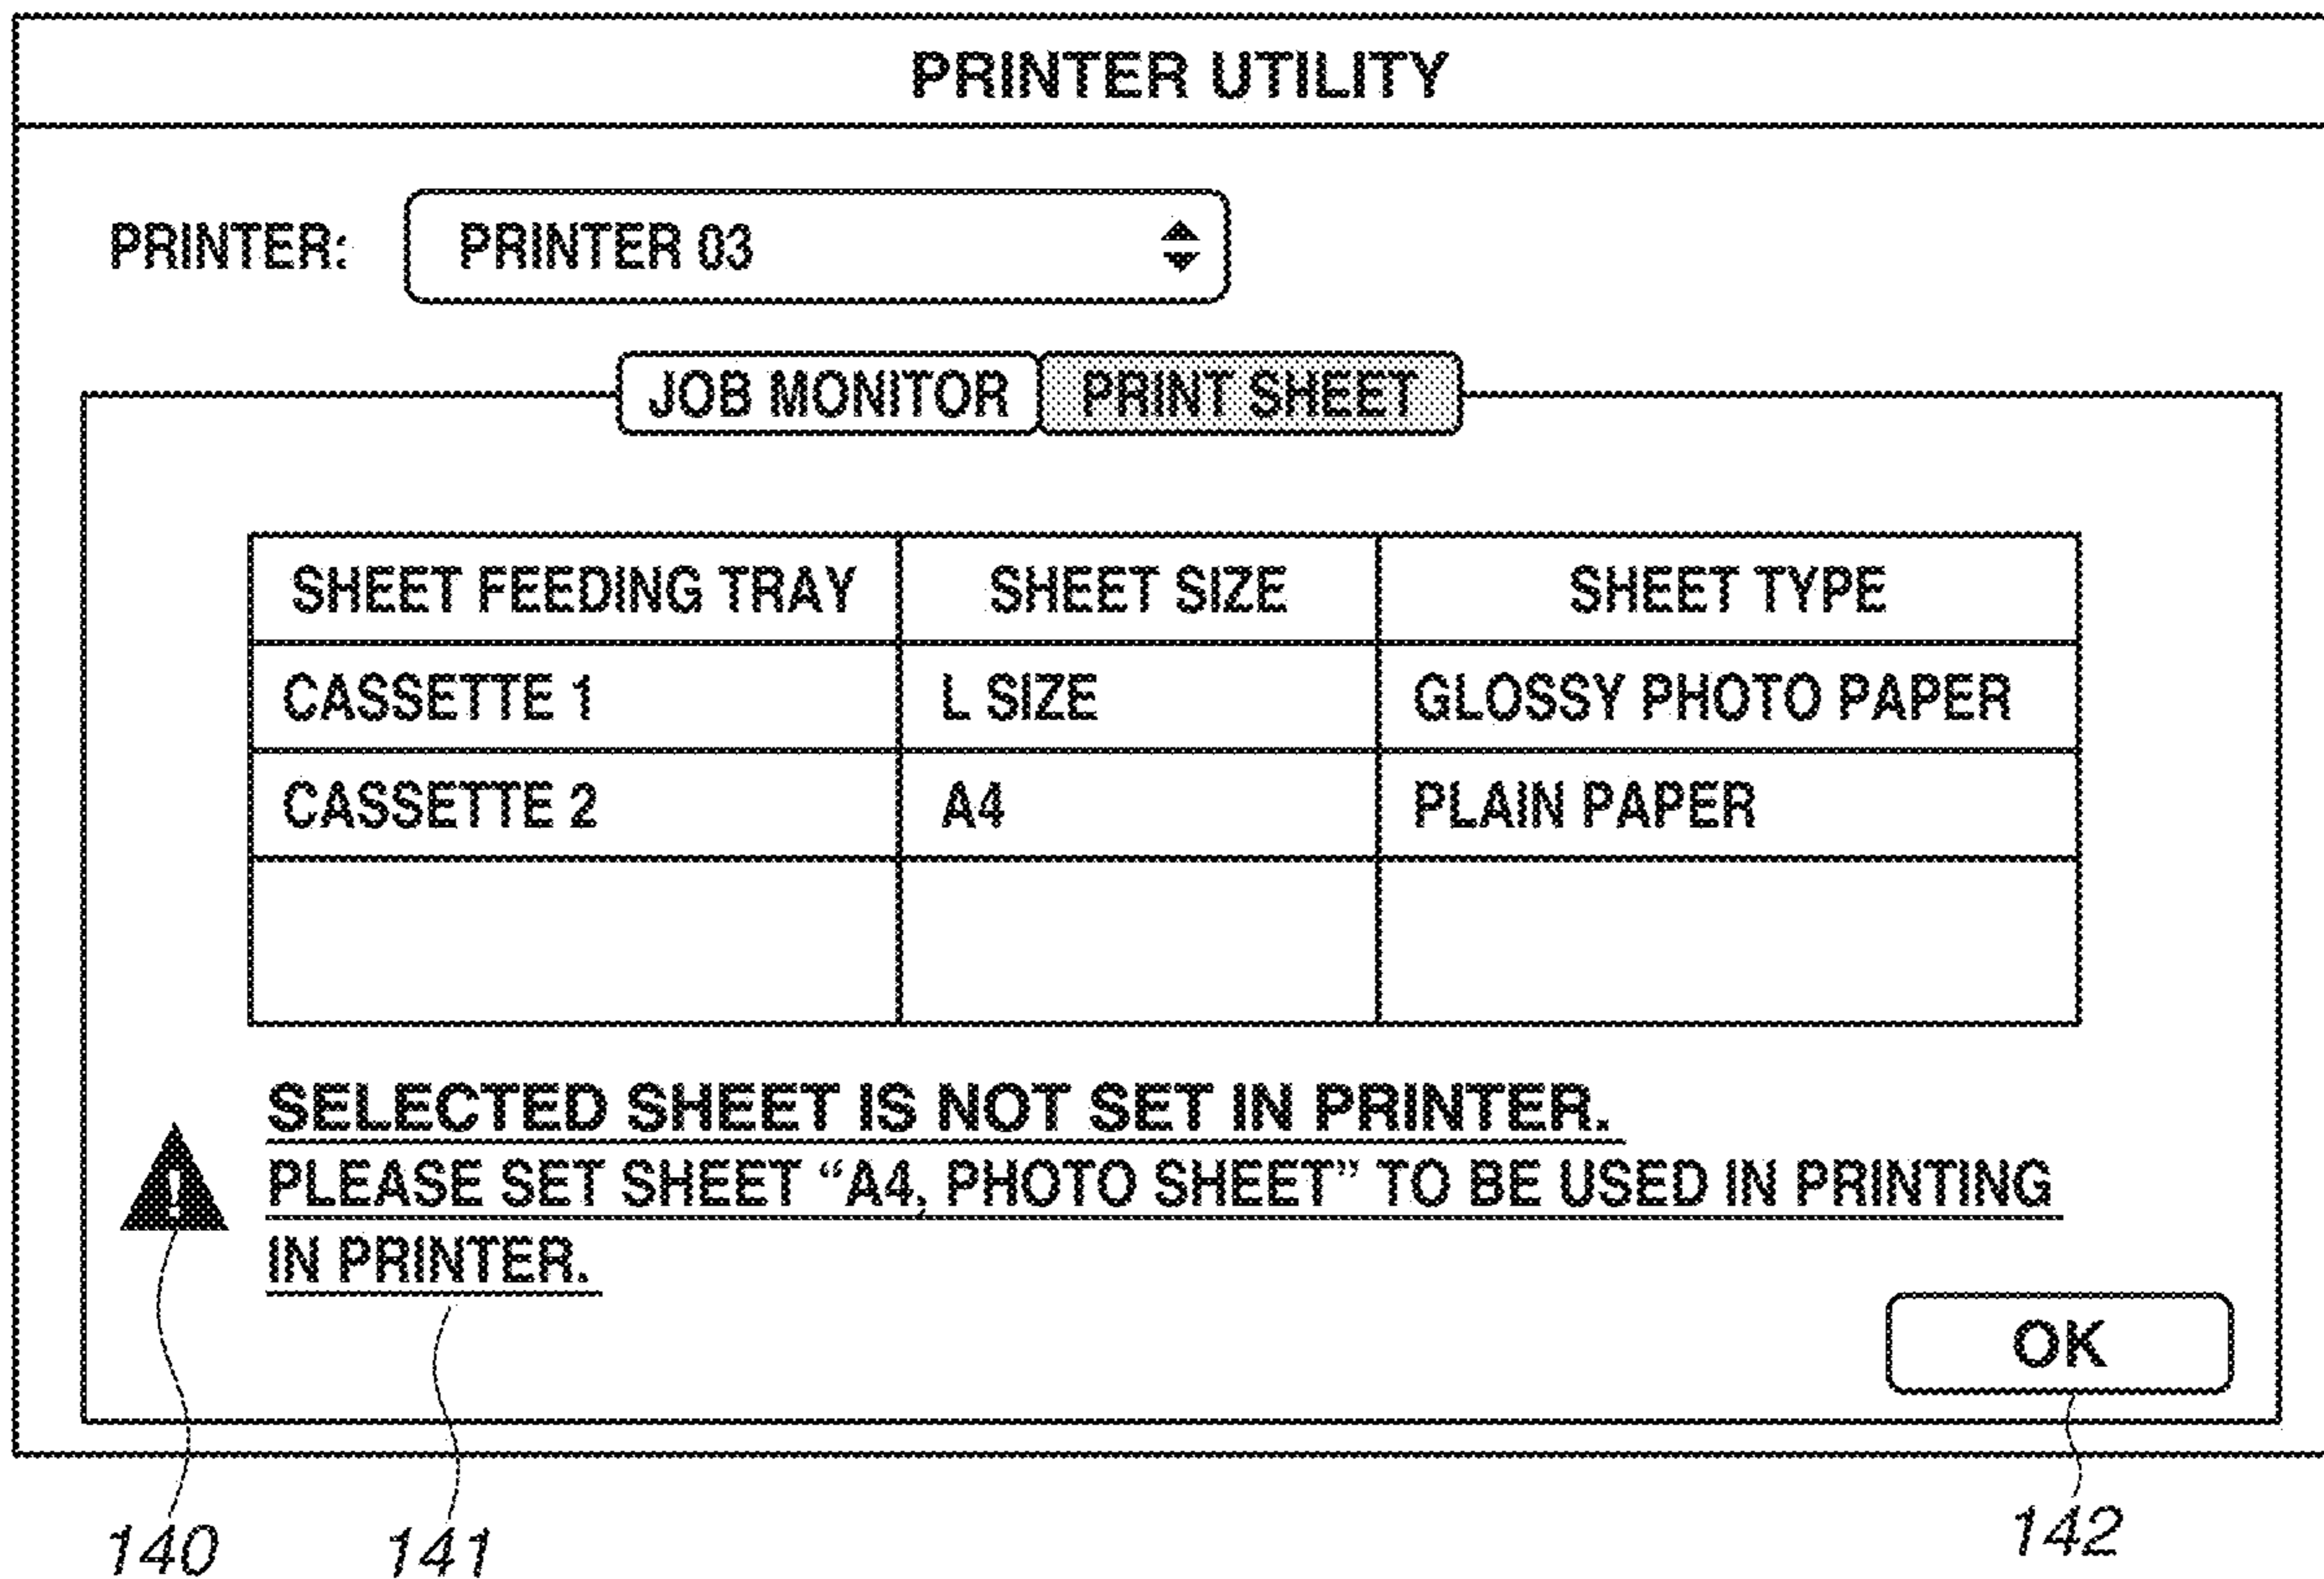 PRINTER UTILITY
PRINTER: PRINTER 03
JOB MONITOR PRINT SHEET
SHEET FEEDING TRAY SHEET SIZE SHEET TYPE
CASSETTE 1 L SIZE GLOSSY PHOTO PAPER
CASSETTE 2 A4 PLAIN PAPER
SELECTED SHEET IS NOT SET IN PRINTER.
! PLEASE SET SHEET “A4, PHOTO SHEET” TO BE USED IN PRINTING
IN PRINTER.
OK
140 141 142